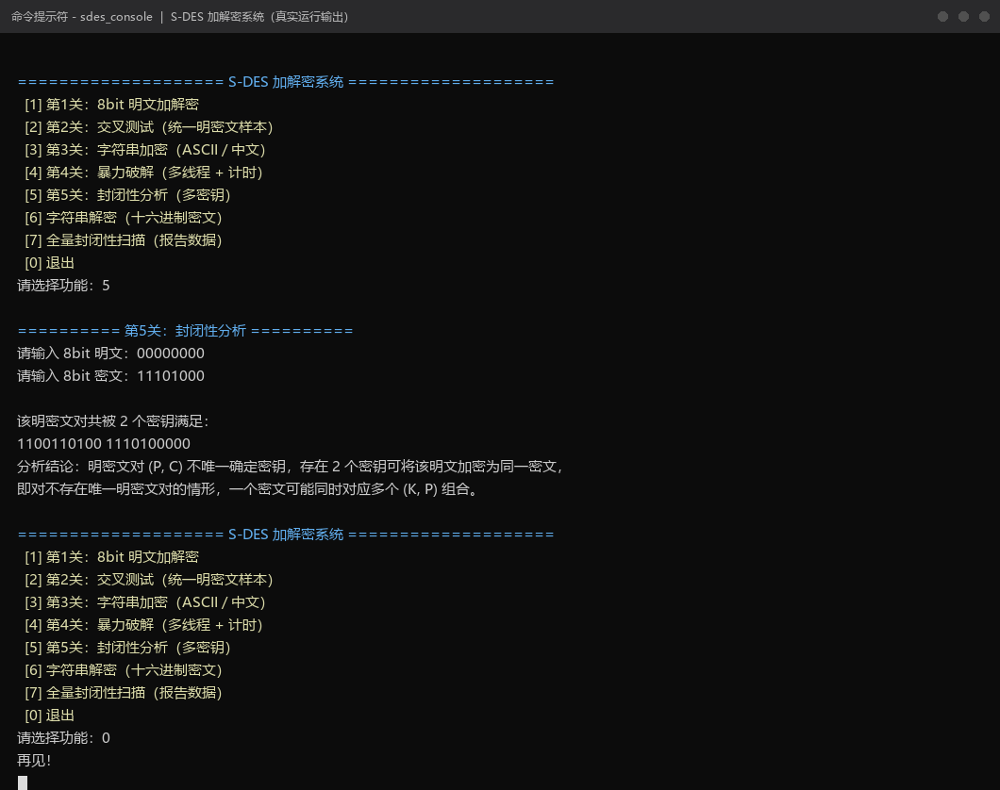 命令提示符 - sdes_console | S-DES 加解密系统（真实运行输出）
==================== S-DES 加解密系统 ====================
[1] 第1关：8bit 明文加解密
[2] 第2关：交叉测试（统一明密文样本）
[3] 第3关：字符串加密（ASCII / 中文）
[4] 第4关：暴力破解（多线程 + 计时）
[5] 第5关：封闭性分析（多密钥）
[6] 字符串解密（十六进制密文）
[7] 全量封闭性扫描（报告数据）
[0] 退出
请选择功能：5
========== 第5关：封闭性分析 ==========
请输入 8bit 明文：00000000
请输入 8bit 密文：11101000
该明密文对共被 2 个密钥满足：
1100110100 1110100000
分析结论：明密文对 (P, C) 不唯一确定密钥，存在 2 个密钥可将该明文加密为同一密文，
即对不存在唯一明密文对的情形，一个密文可能同时对应多个 (K, P) 组合。
==================== S-DES 加解密系统 ====================
[1] 第1关：8bit 明文加解密
[2] 第2关：交叉测试（统一明密文样本）
[3] 第3关：字符串加密（ASCII / 中文）
[4] 第4关：暴力破解（多线程 + 计时）
[5] 第5关：封闭性分析（多密钥）
[6] 字符串解密（十六进制密文）
[7] 全量封闭性扫描（报告数据）
[0] 退出
请选择功能：0
再见！